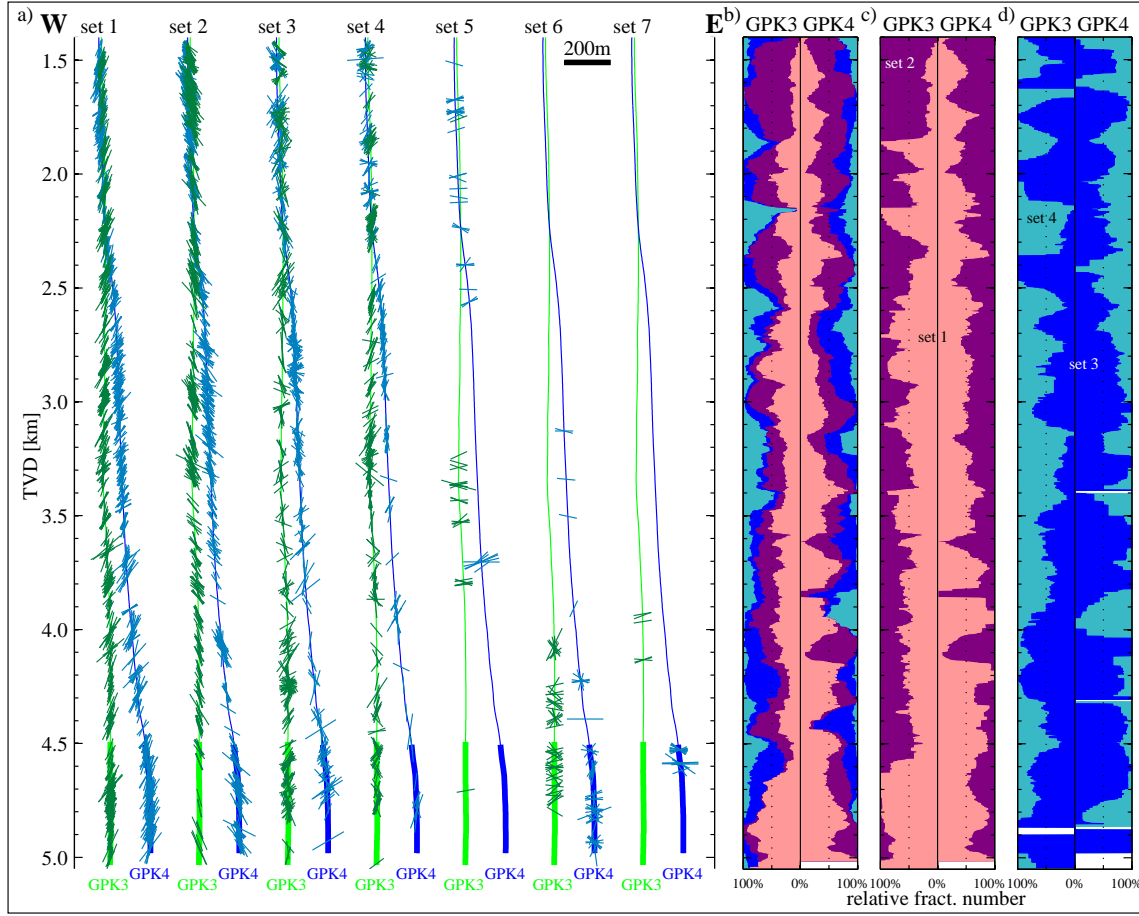 a) W E b) c) d)
GPK3 GPK4 GPK3 GPK4 GPK3 GPK4
set 1 set 2 set 3 set 4 set 5 set 6 set 7
200m
1.5
2.0
2.5
3.0
3.5
4.0
4.5
5.0
TVD [km]
GPK3 GPK4 GPK3 GPK4 GPK3 GPK4 GPK3 GPK4 GPK3 GPK4 GPK3 GPK4 GPK3 GPK4
set 2
set 1
set 4
set 3
100% 0% 100% 100% 0% 100% 100% 0% 100%
relative fract. number